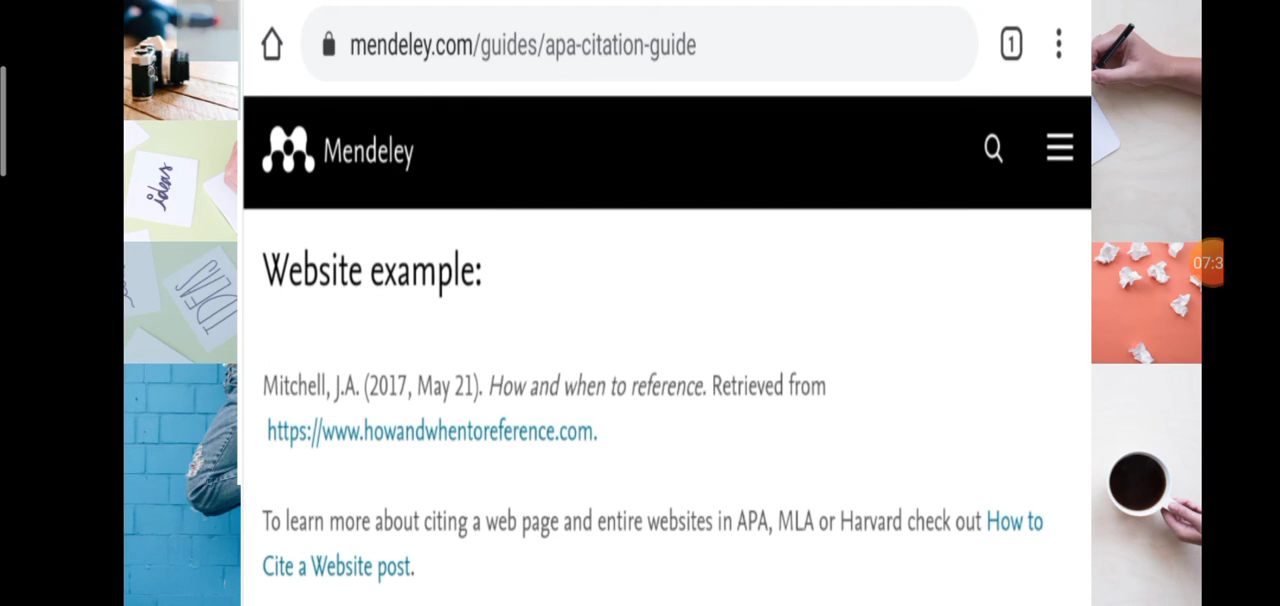 mendeley.com/guides/apa-citation-guide
1
Mendeley
ideas
IDEAS
07:3
Website example:
Mitchell, J.A. (2017, May 21). How and when to reference. Retrieved from
https://www.howandwhentoreference.com.
To learn more about citing a web page and entire websites in APA, MLA or Harvard check out How to
Cite a Website post.